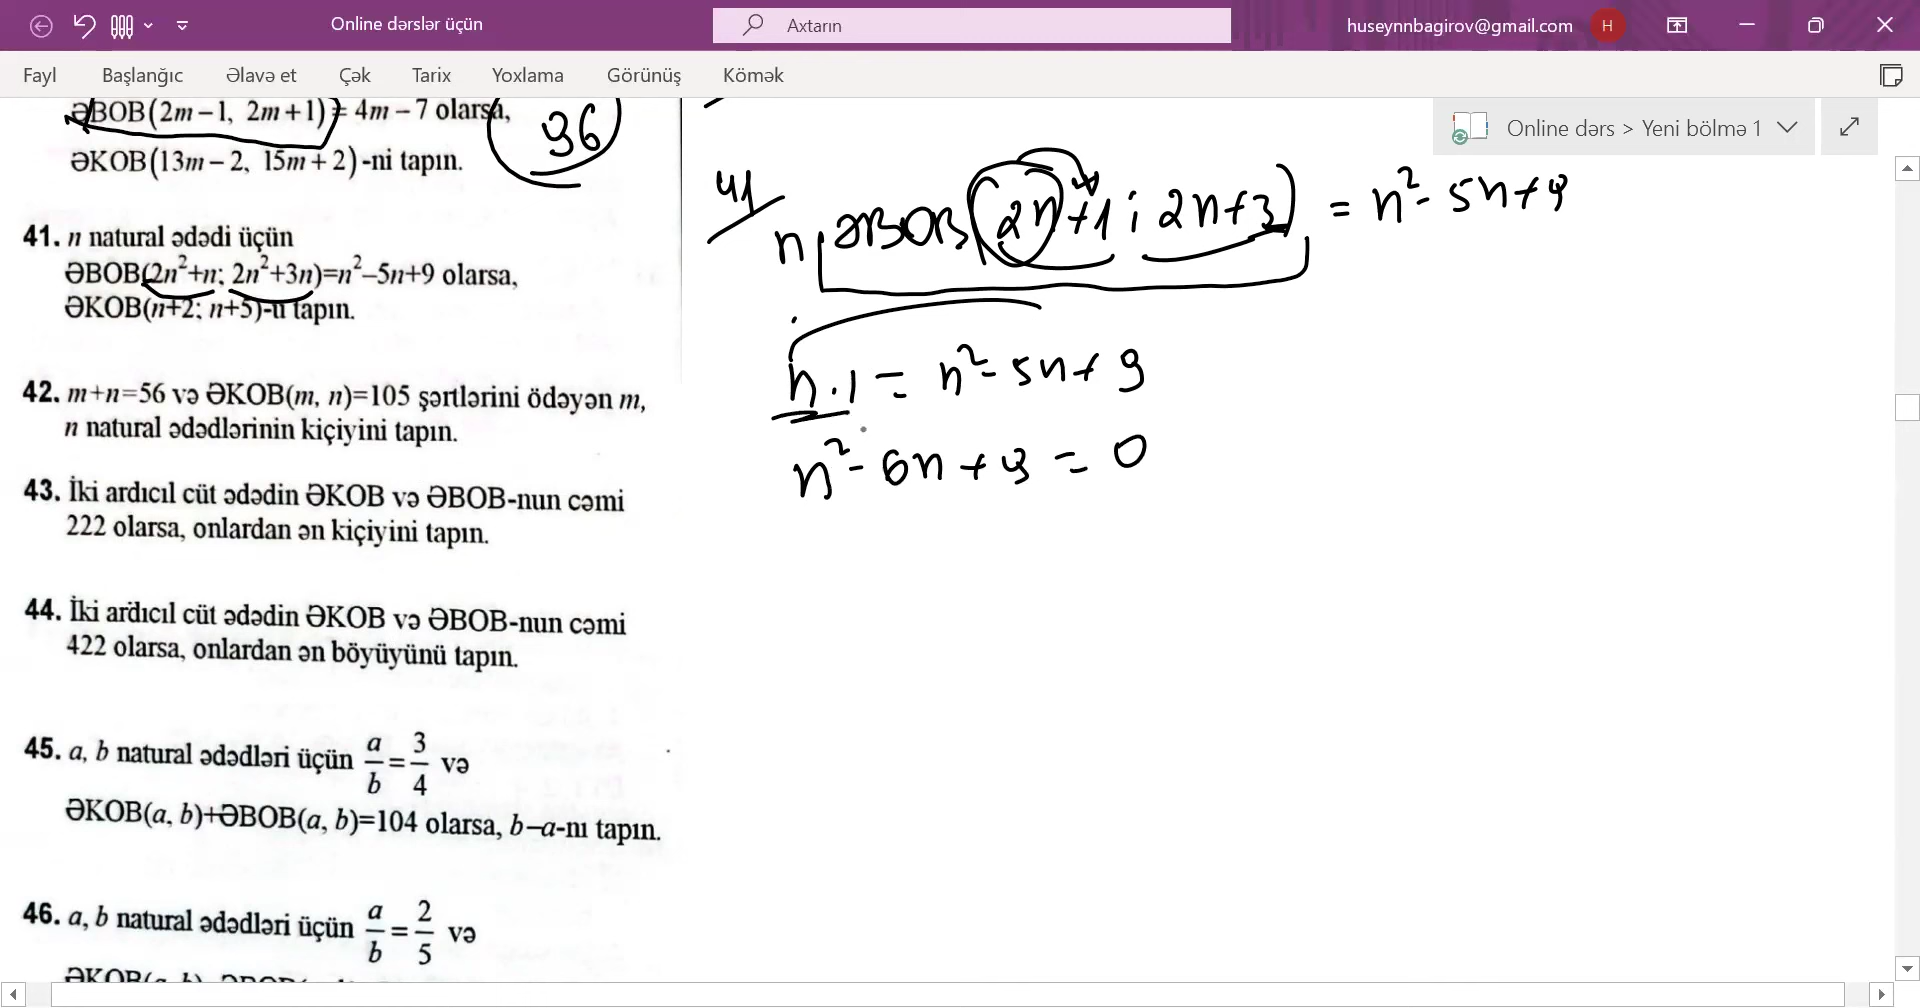 Online dərslər üçün
Axtarın
huseynnbagirov@gmail.com
H
Fayl Başlanğıc Əlavə et Çək Tarix Yoxlama Görünüş Kömək
Online dərs > Yeni bölmə 1
ƏBOB(2m−1, 2m+1) = 4m−7 olarsa,
ƏKOB(13m−2, 15m+2)-ni tapın.
96
41. n natural ədədi üçün
ƏBOB(2n²+n; 2n²+3n)=n²−5n+9 olarsa,
ƏKOB(n+2; n+5)-ü tapın.
42. m+n=56 və ƏKOB(m, n)=105 şərtlərini ödəyən m,
n natural ədədlərinin kiçiyini tapın.
43. İki ardıcıl cüt ədədin ƏKOB və ƏBOB-nun cəmi
222 olarsa, onlardan ən kiçiyini tapın.
44. İki ardıcıl cüt ədədin ƏKOB və ƏBOB-nun cəmi
422 olarsa, onlardan ən böyüyünü tapın.
45. a, b natural ədədləri üçün a/b=3/4 və
ƏKOB(a, b)+ƏBOB(a, b)=104 olarsa, b−a-nı tapın.
46. a, b natural ədədləri üçün a/b=2/5 və
41
n·ƏBOB(2n+1; 2n+3) = n²-5n+9
n·1 = n²-5n+9
n²-6n+9=0